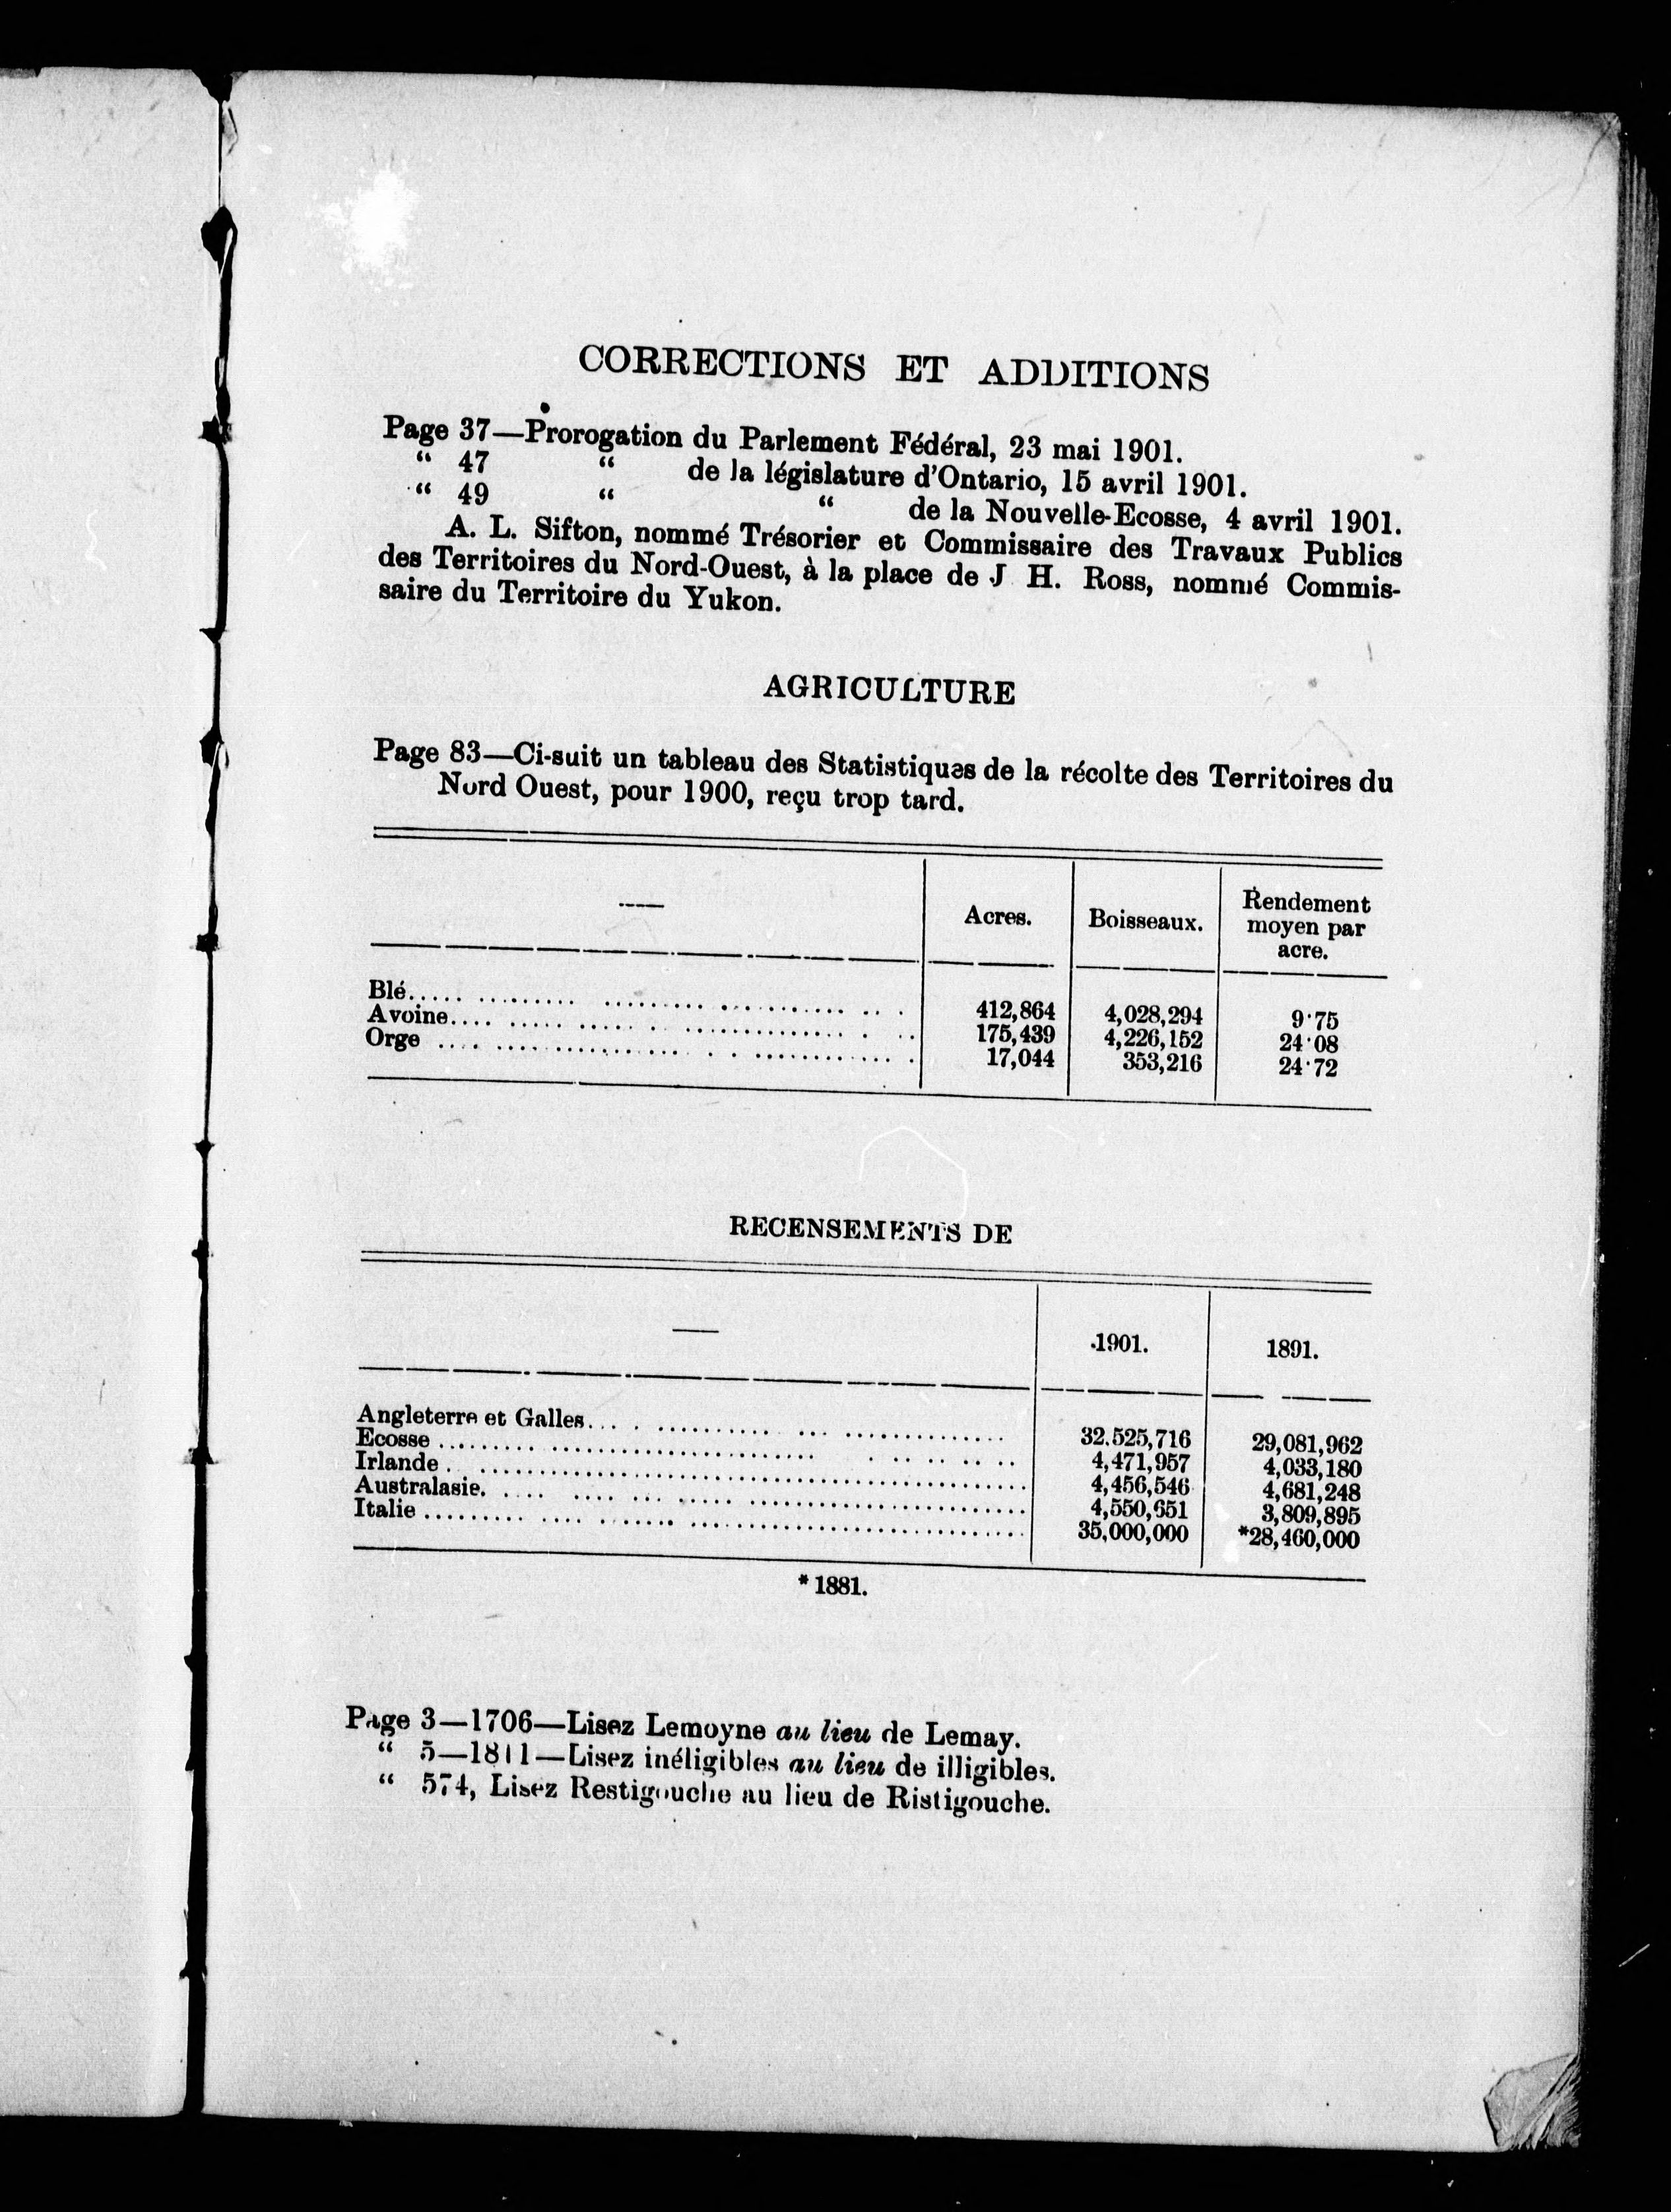 CORRECTIONS ET ADDITIONS
Page 37—Prorogation du Parlement Fédéral, 23 mai 1901.
“ 47 “ de la législature d'Ontario, 15 avril 1901.
“ 49 “ “ de la Nouvelle-Ecosse, 4 avril 1901.
A. L. Sifton, nommé Trésorier et Commissaire des Travaux Publics
des Territoires du Nord-Ouest, à la place de J H. Ross, nommé Commis-
saire du Territoire du Yukon.
AGRICULTURE
Page 83—Ci-suit un tableau des Statistiques de la récolte des Territoires du
Nord Ouest, pour 1900, reçu trop tard.
Acres. Boisseaux. Rendement
moyen par
acre.
Blé 412,864 4,028,294 9·75
Avoine 175,439 4,226,152 24·08
Orge 17,044 353,216 24·72
RECENSEMENTS DE
1901. 1891.
Angleterre et Galles 32.525,716 29,081,962
Ecosse 4,471,957 4,033,180
Irlande 4,456,546 4,681,248
Australasie. 4,550,651 3,809,895
Italie 35,000,000 *28,460,000
* 1881.
Page 3—1706—Lisez Lemoyne au lieu de Lemay.
“ 5—1811—Lisez inéligibles au lieu de illigibles.
“ 574, Lisez Restigouche au lieu de Ristigouche.